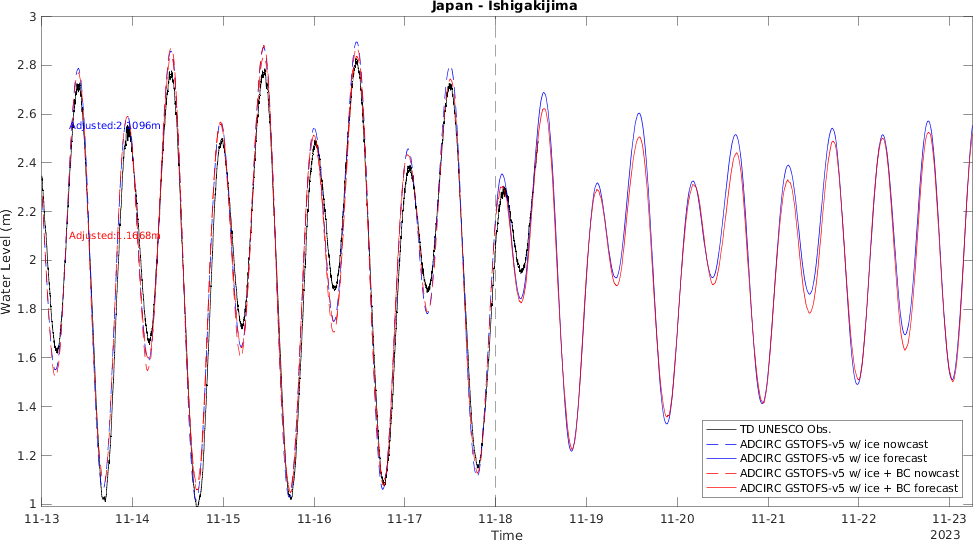 Japan - Ishigakijima
3
2.8
2.6
2.4
2.2
2
1.8
1.6
1.4
1.2
1
Water Level (m)
Adjusted:2.1096m
Adjusted:1.1668m
TD UNESCO Obs.
ADCIRC GSTOFS-v5 w/ ice nowcast
ADCIRC GSTOFS-v5 w/ ice forecast
ADCIRC GSTOFS-v5 w/ ice + BC nowcast
ADCIRC GSTOFS-v5 w/ ice + BC forecast
11-13 11-14 11-15 11-16 11-17 11-18 11-19 11-20 11-21 11-22 11-23
Time
2023